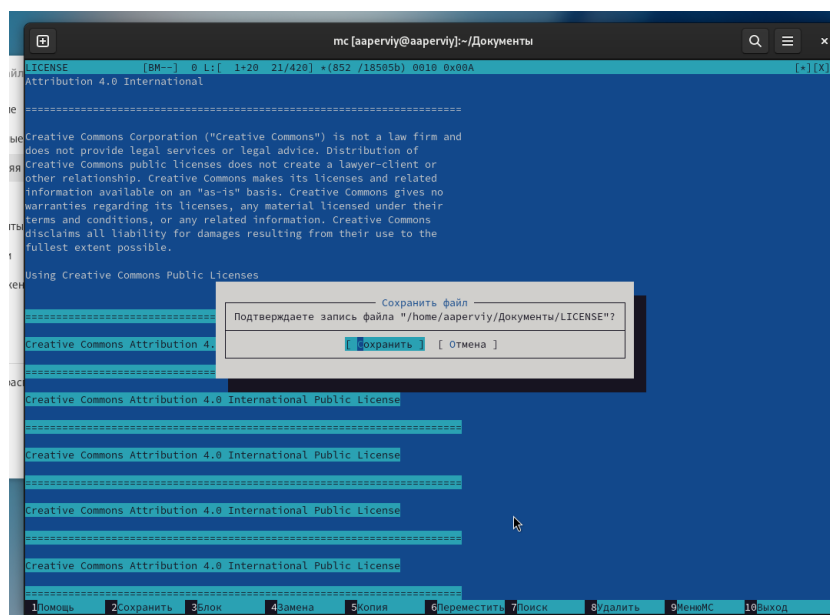 mc [aaperviy@aaperviy]:~/Документы
LICENSE [BM--] 0 L:[ 1+20 21/420] *(852 /18505b) 0010 0x00A [*][X]
Attribution 4.0 International
=======================================================================
Creative Commons Corporation ("Creative Commons") is not a law firm and
does not provide legal services or legal advice. Distribution of
Creative Commons public licenses does not create a lawyer-client or
other relationship. Creative Commons makes its licenses and related
information available on an "as-is" basis. Creative Commons gives no
warranties regarding its licenses, any material licensed under their
terms and conditions, or any related information. Creative Commons
disclaims all liability for damages resulting from their use to the
fullest extent possible.
Using Creative Commons Public Licenses
Сохранить файл
Подтверждаете запись файла "/home/aaperviy/Документы/LICENSE"?
[ Сохранить ] [ Отмена ]
===============================
Creative Commons Attribution 4.
===============================
Creative Commons Attribution 4.0 International Public License
=======================================================================
Creative Commons Attribution 4.0 International Public License
=======================================================================
Creative Commons Attribution 4.0 International Public License
=======================================================================
Creative Commons Attribution 4.0 International Public License
=======================================================================
1Помощь 2Сохранить 3Блок 4Замена 5Копия 6Переместить 7Поиск 8Удалить 9МенюMC 10Выход